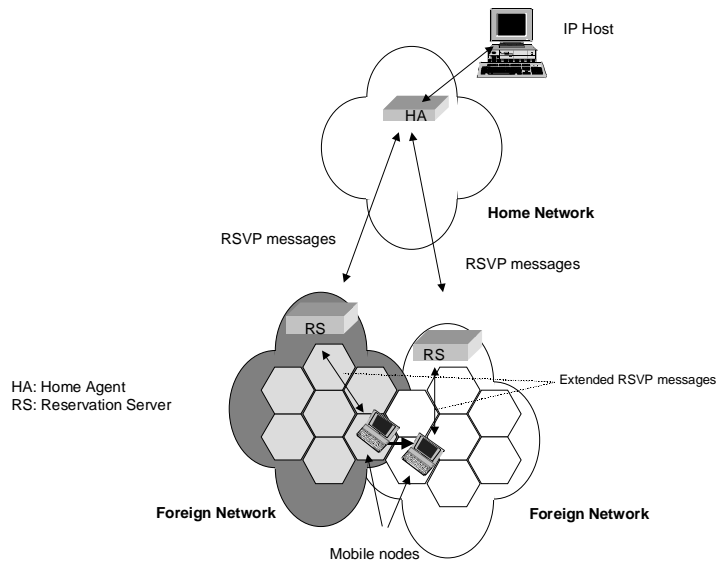 IP Host
HA
Home Network
RSVP messages
RSVP messages
RS
RS
HA: Home Agent
RS: Reservation Server
Extended RSVP messages
Foreign Network
Foreign Network
Mobile nodes